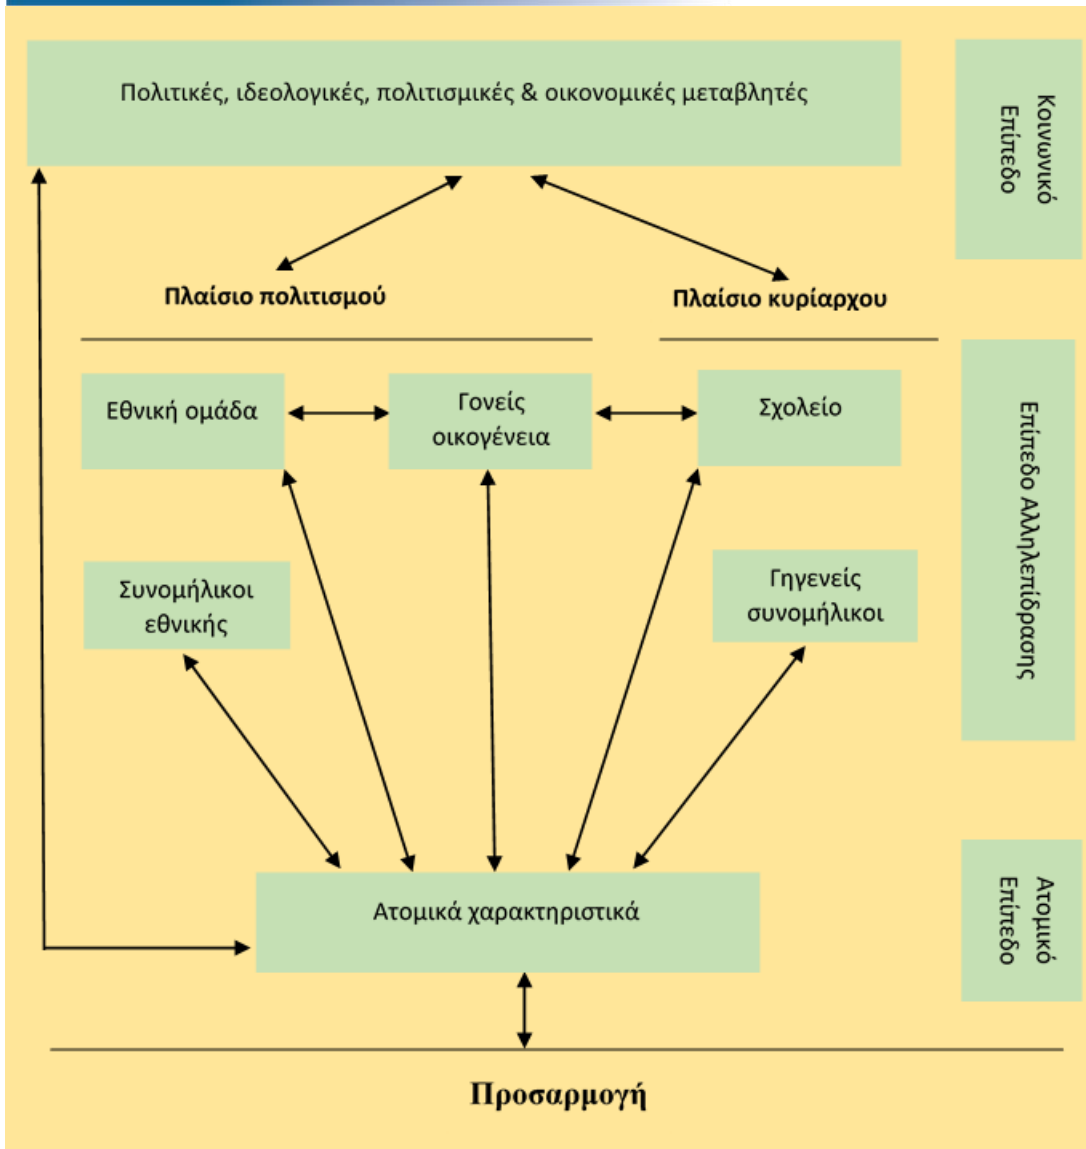 Πολιτικές, ιδεολογικές, πολιτισμικές & οικονομικές μεταβλητές
Κοινωνικό
Επίπεδο
Πλαίσιο πολιτισμού
Πλαίσιο κυρίαρχου
Εθνική ομάδα
Γονείς
οικογένεια
Σχολείο
Επίπεδο Αλληλεπίδρασης
Συνομήλικοι
εθνικής
Γηγενείς
συνομήλικοι
Ατομικά χαρακτηριστικά
Ατομικό
Επίπεδο
Προσαρμογή